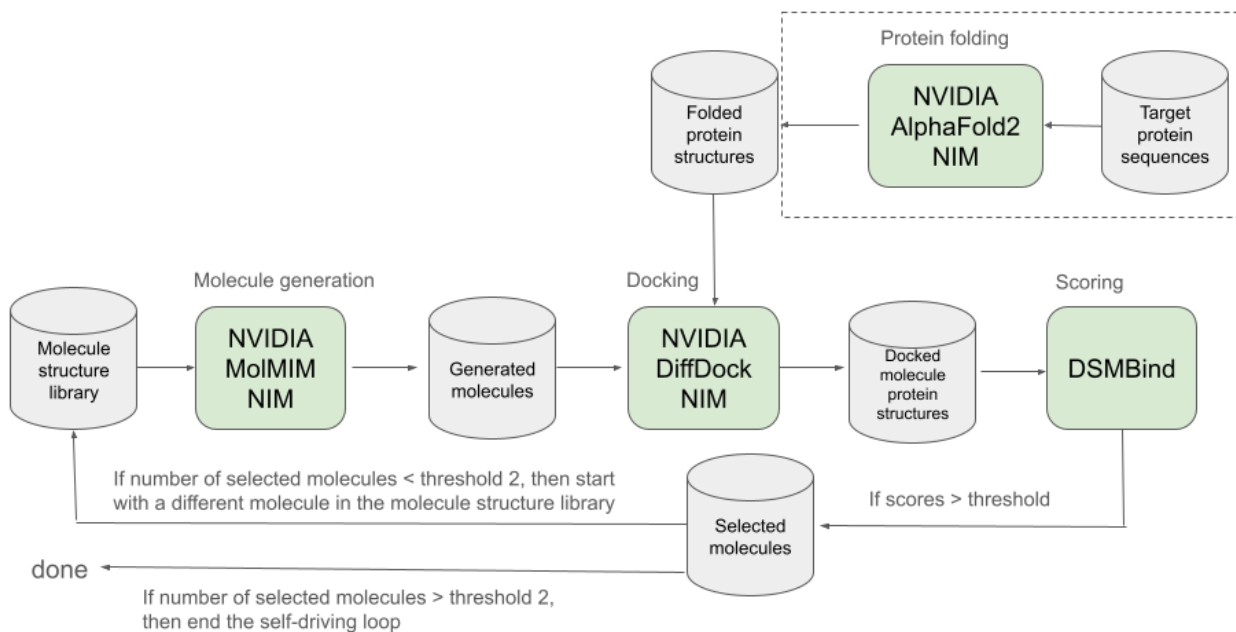 Protein folding
Folded
protein
structures
NVIDIA
AlphaFold2
NIM
Target
protein
sequences
Molecule generation
Docking
Scoring
Molecule
structure
library
NVIDIA
MolMIM
NIM
Generated
molecules
NVIDIA
DiffDock
NIM
Docked
molecule
protein
structures
DSMBind
If number of selected molecules < threshold 2, then start
with a different molecule in the molecule structure library
Selected
molecules
If scores > threshold
done
If number of selected molecules > threshold 2,
then end the self-driving loop